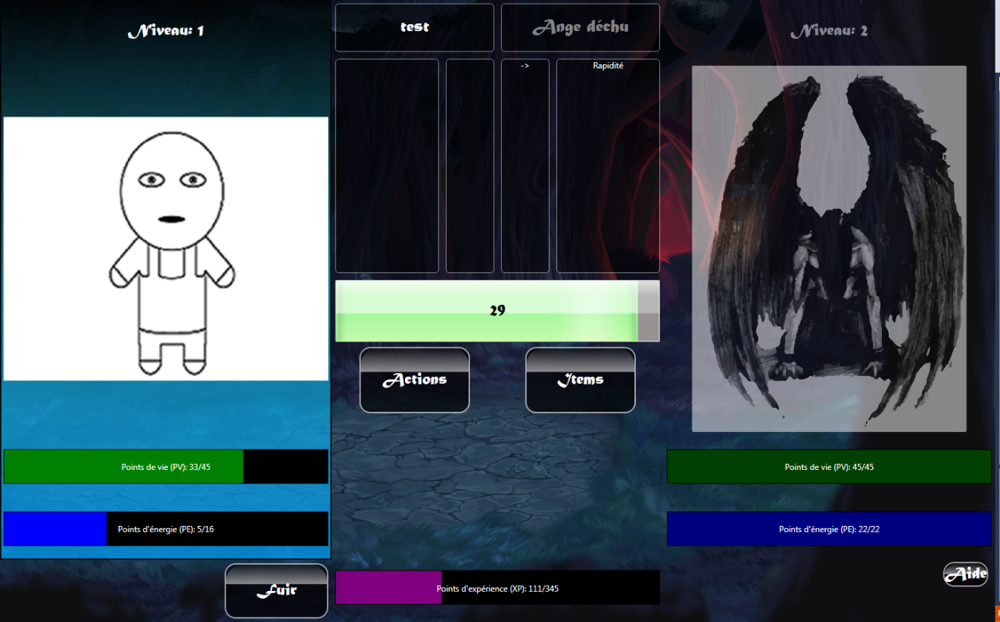 Niveau: 1
test
Ange déchu
Niveau: 2
->
Rapidité
29
Actions
Items
Points de vie (PV): 33/45
Points de vie (PV): 45/45
Points d'énergie (PE): 5/16
Points d'énergie (PE): 22/22
Fuir
Points d'expérience (XP): 111/345
Aide